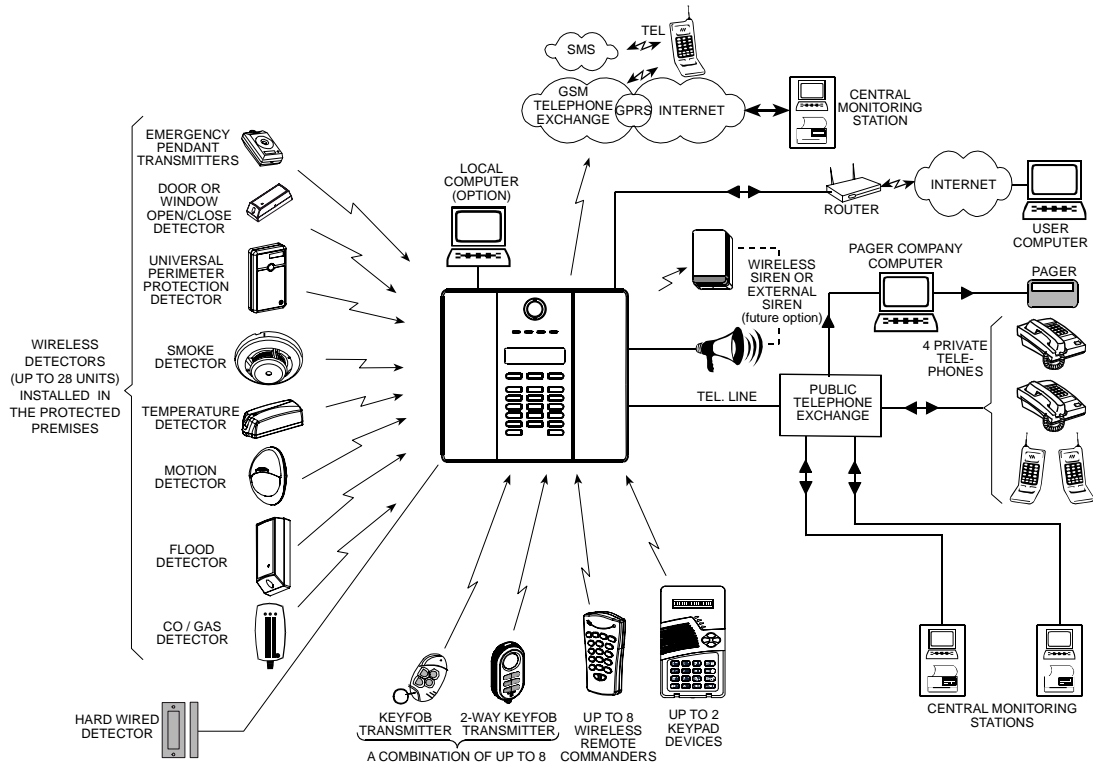 TEL
SMS
GSM
TELEPHONE
EXCHANGE
GPRS
INTERNET
CENTRAL
MONITORING
STATION
EMERGENCY
PENDANT
TRANSMITTERS
DOOR OR
WINDOW
OPEN/CLOSE
DETECTOR
UNIVERSAL
PERIMETER
PROTECTION
DETECTOR
WIRELESS
DETECTORS
(UP TO 28 UNITS)
INSTALLED IN
THE PROTECTED
PREMISES
SMOKE
DETECTOR
TEMPERATURE
DETECTOR
MOTION
DETECTOR
FLOOD
DETECTOR
CO / GAS
DETECTOR
HARD WIRED
DETECTOR
LOCAL
COMPUTER
(OPTION)
ROUTER
INTERNET
USER
COMPUTER
WIRELESS
SIREN OR
EXTERNAL
SIREN
(future option)
PAGER COMPANY
COMPUTER
PAGER
4 PRIVATE
TELE-
PHONES
TEL. LINE
PUBLIC
TELEPHONE
EXCHANGE
KEYFOB
TRANSMITTER
2-WAY KEYFOB
TRANSMITTER
A COMBINATION OF UP TO 8
UP TO 8
WIRELESS
REMOTE
COMMANDERS
UP TO 2
KEYPAD
DEVICES
CENTRAL MONITORING
STATIONS